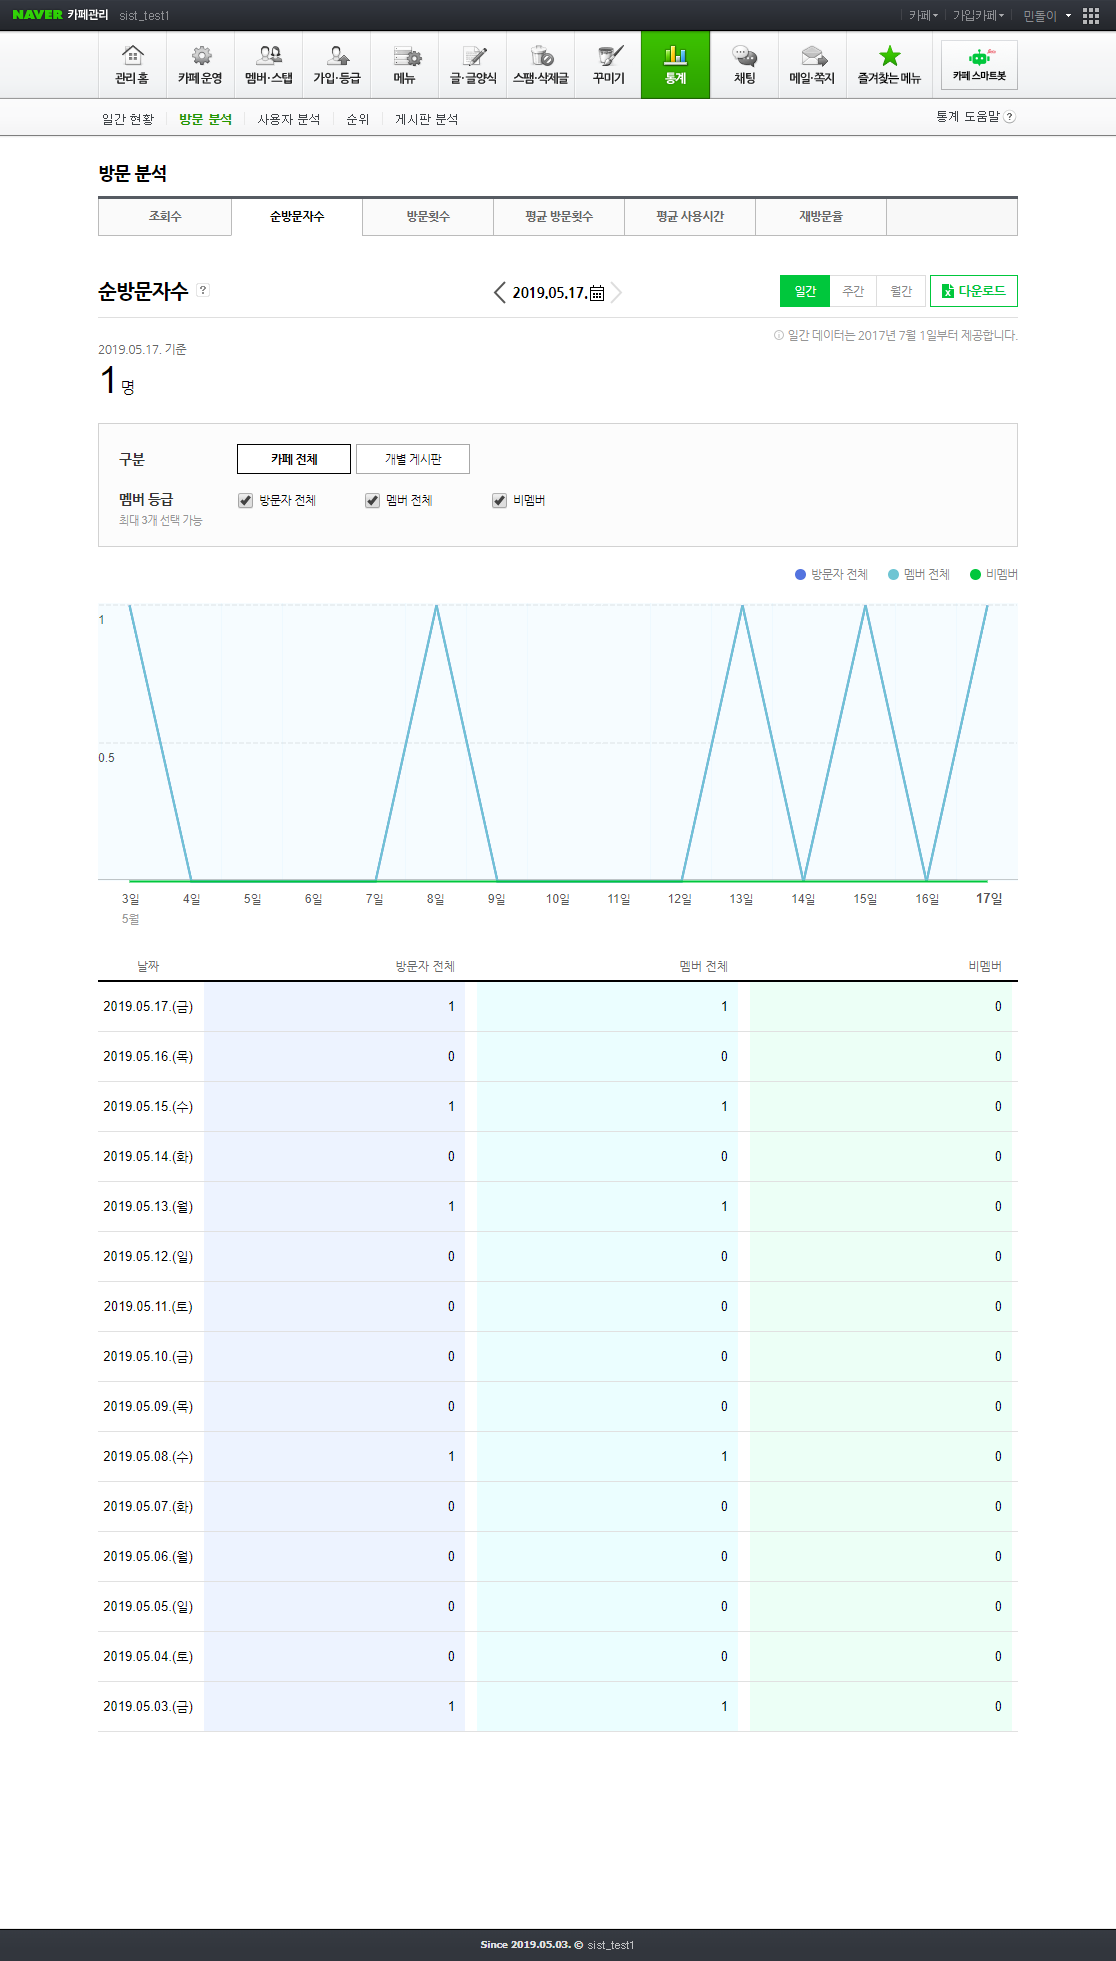 NAVER 카페관리 sist_test1 카페 가입카페 민돌이
관리 홈 카페 운영 멤버·스탭 가입·등급 메뉴 글·글양식 스팸·삭제글 꾸미기 통계 채팅 메일·쪽지 즐겨찾는 메뉴 카페 스마트봇
일간 현황 방문 분석 사용자 분석 순위 게시판 분석 통계 도움말 ?
방문 분석
조회수 순방문자수 방문횟수 평균 방문횟수 평균 사용시간 재방문율
순방문자수 ? 2019.05.17. 일간 주간 월간 다운로드
일간 데이터는 2017년 7월 1일부터 제공합니다.
2019.05.17. 기준
1 명
구분 카페 전체 개별 게시판
멤버 등급 방문자 전체 멤버 전체 비멤버
최대 3개 선택 가능
방문자 전체 멤버 전체 비멤버
1
0.5
3일 4일 5일 6일 7일 8일 9일 10일 11일 12일 13일 14일 15일 16일 17일
5월
날짜 방문자 전체 멤버 전체 비멤버
2019.05.17.(금) 1 1 0
2019.05.16.(목) 0 0 0
2019.05.15.(수) 1 1 0
2019.05.14.(화) 0 0 0
2019.05.13.(월) 1 1 0
2019.05.12.(일) 0 0 0
2019.05.11.(토) 0 0 0
2019.05.10.(금) 0 0 0
2019.05.09.(목) 0 0 0
2019.05.08.(수) 1 1 0
2019.05.07.(화) 0 0 0
2019.05.06.(월) 0 0 0
2019.05.05.(일) 0 0 0
2019.05.04.(토) 0 0 0
2019.05.03.(금) 1 1 0
Since 2019.05.03. © sist_test1